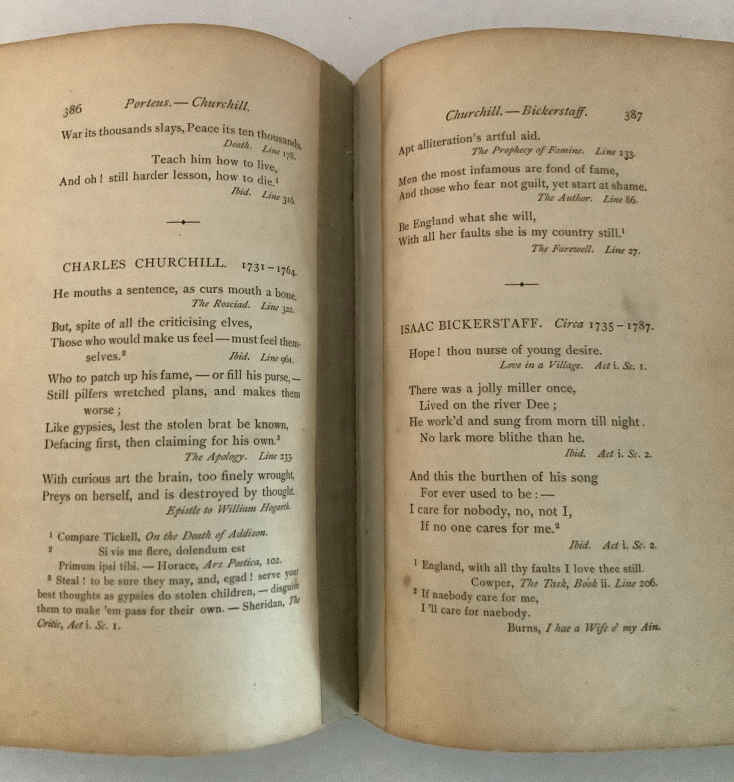 386 Porteus. — Churchill.
War its thousands slays, Peace its ten thousands.
Death. Line 178.
Teach him how to live,
And oh! still harder lesson, how to die.¹
Ibid. Line 316.
CHARLES CHURCHILL. 1731–1764.
He mouths a sentence, as curs mouth a bone.
The Rosciad. Line 322.
But, spite of all the criticising elves,
Those who would make us feel — must feel them-
selves.² Ibid. Line 961.
Who to patch up his fame, — or fill his purse, —
Still pilfers wretched plans, and makes them
worse;
Like gypsies, lest the stolen brat be known,
Defacing first, then claiming for his own.³
The Apology. Line 233.
With curious art the brain, too finely wrought,
Preys on herself, and is destroyed by thought.
Epistle to William Hogarth.
¹ Compare Tickell, On the Death of Addison.
² Si vis me flere, dolendum est
Primum ipsi tibi. — Horace, Ars Poetica, 102.
³ Steal! to be sure they may, and, egad! serve your
best thoughts as gypsies do stolen children, — disguise
them to make 'em pass for their own. — Sheridan, The
Critic, Act i. Sc. 1.
Churchill. — Bickerstaff. 387
Apt alliteration's artful aid.
The Prophecy of Famine. Line 233.
Men the most infamous are fond of fame,
And those who fear not guilt, yet start at shame.
The Author. Line 86.
Be England what she will,
With all her faults she is my country still.¹
The Farewell. Line 27.
ISAAC BICKERSTAFF. Circa 1735–1787.
Hope! thou nurse of young desire.
Love in a Village. Act i. Sc. 1.
There was a jolly miller once,
Lived on the river Dee;
He work'd and sung from morn till night.
No lark more blithe than he.
Ibid. Act i. Sc. 2.
And this the burthen of his song
For ever used to be: —
I care for nobody, no, not I,
If no one cares for me.²
Ibid. Act i. Sc. 2.
¹ England, with all thy faults I love thee still.
Cowper, The Task, Book ii. Line 206.
² If naebody care for me,
I'll care for naebody.
Burns, I hae a Wife o' my Ain.